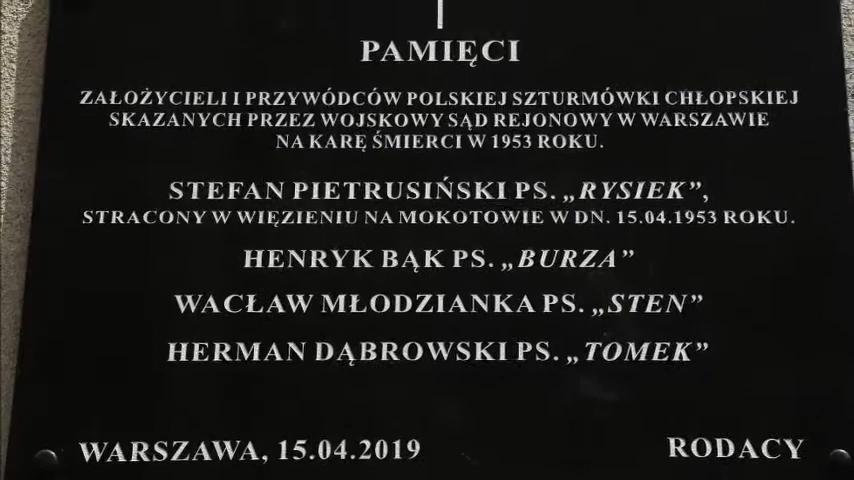 PAMIĘCI
ZAŁOŻYCIELI I PRZYWÓDCÓW POLSKIEJ SZTURMÓWKI CHŁOPSKIEJ
SKAZANYCH PRZEZ WOJSKOWY SĄD REJONOWY W WARSZAWIE
NA KARĘ ŚMIERCI W 1953 ROKU.
STEFAN PIETRUSIŃSKI PS. „RYSIEK”,
STRACONY W WIĘZIENIU NA MOKOTOWIE W DN. 15.04.1953 ROKU.
HENRYK BĄK PS. „BURZA”
WACŁAW MŁODZIANKA PS. „STEN”
HERMAN DĄBROWSKI PS. „TOMEK”
WARSZAWA, 15.04.2019 RODACY